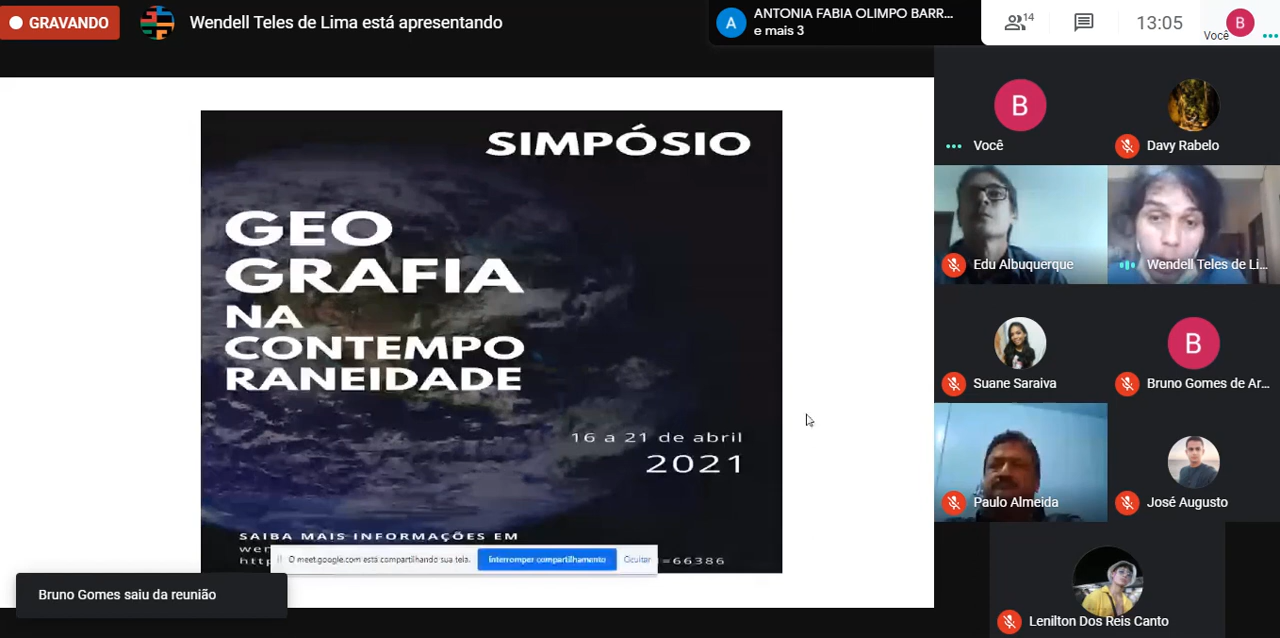 GRAVANDO
Wendell Teles de Lima está apresentando
A
ANTONIA FABIA OLIMPO BARR...
e mais 3
14
13:05
Você
B
SIMPÓSIO
GEO
GRAFIA
NA
CONTEMPO
RANEIDADE
16 a 21 de abril
2021
SAIBA MAIS INFORMAÇÕES EM
=66386
O meet.google.com está compartilhando sua tela.
Interromper compartilhamento
Ocultar
Bruno Gomes saiu da reunião
B
Você
Davy Rabelo
Edu Albuquerque
Wendell Teles de Li...
Suane Saraiva
B
Bruno Gomes de Ar...
Paulo Almeida
José Augusto
Lenilton Dos Reis Canto